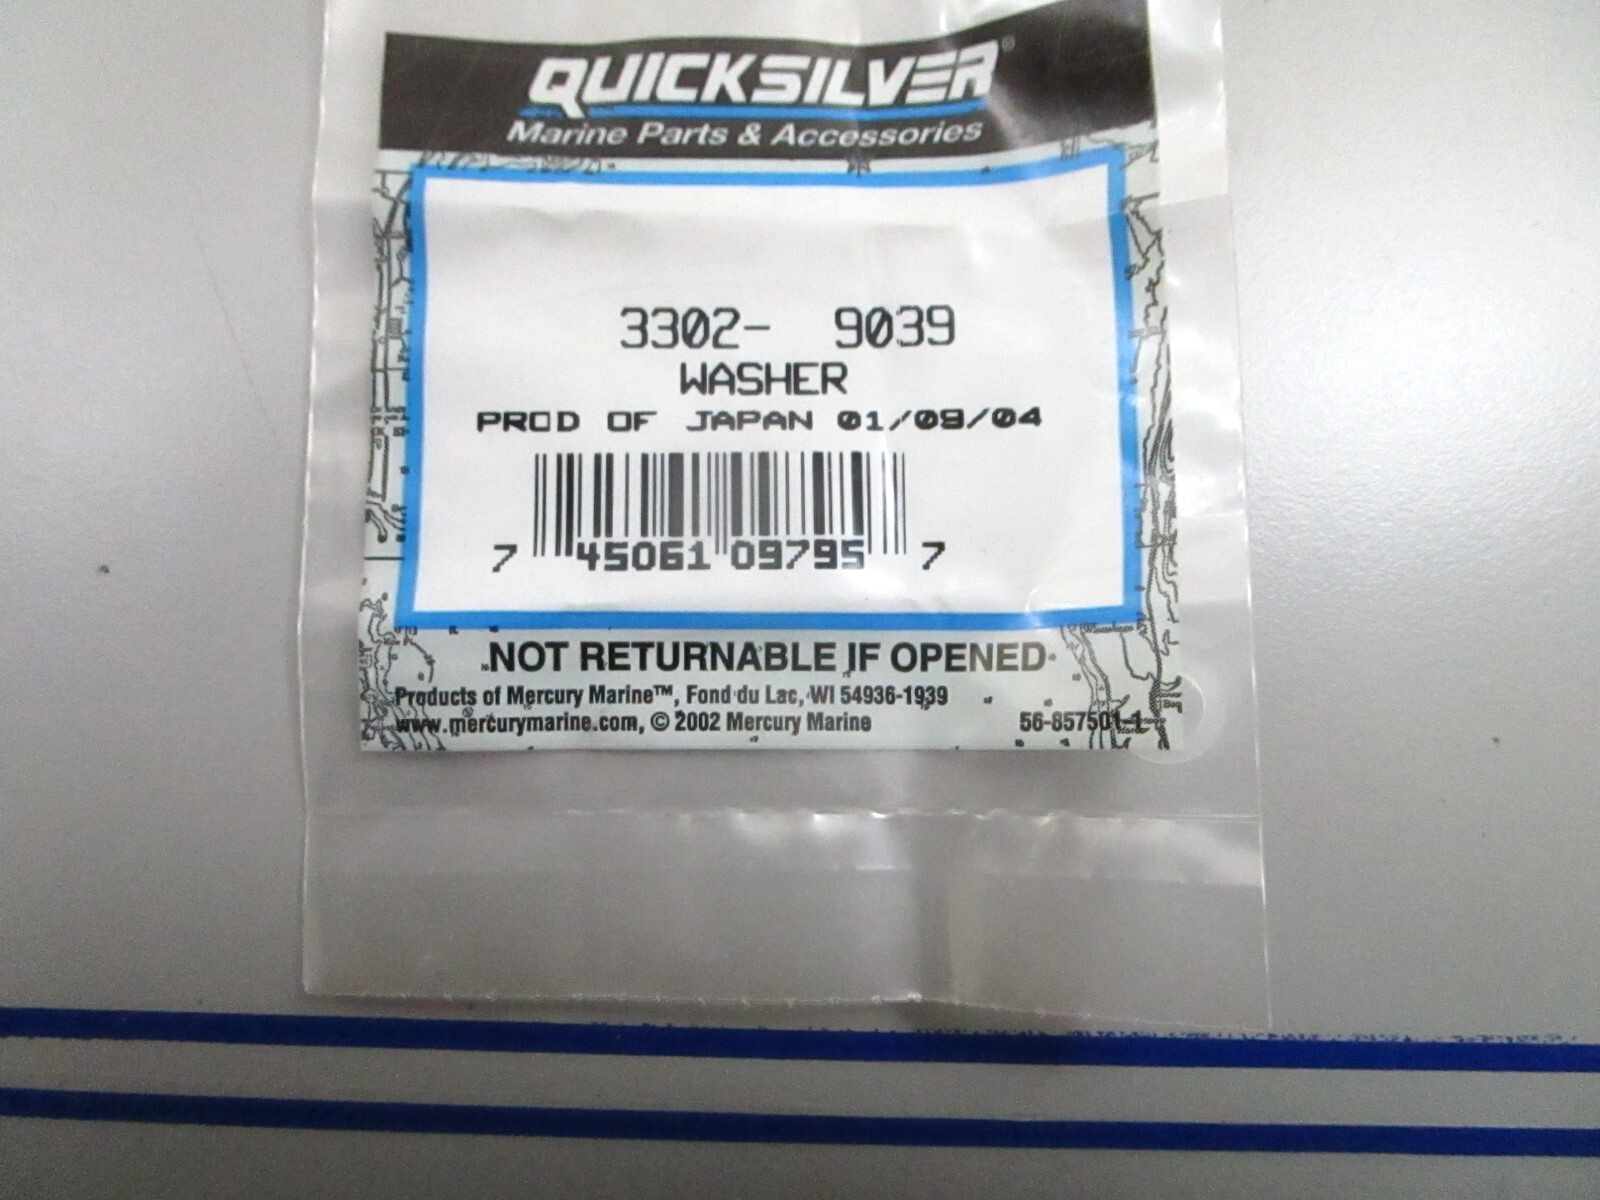 QUICKSILVER®
Marine Parts & Accessories
3302- 9039
WASHER
PROD OF JAPAN 01/09/04
7 45061 09795 7
NOT RETURNABLE IF OPENED
Products of Mercury Marine™, Fond du Lac, WI 54936-1939
www.mercurymarine.com, © 2002 Mercury Marine 56-857501-1